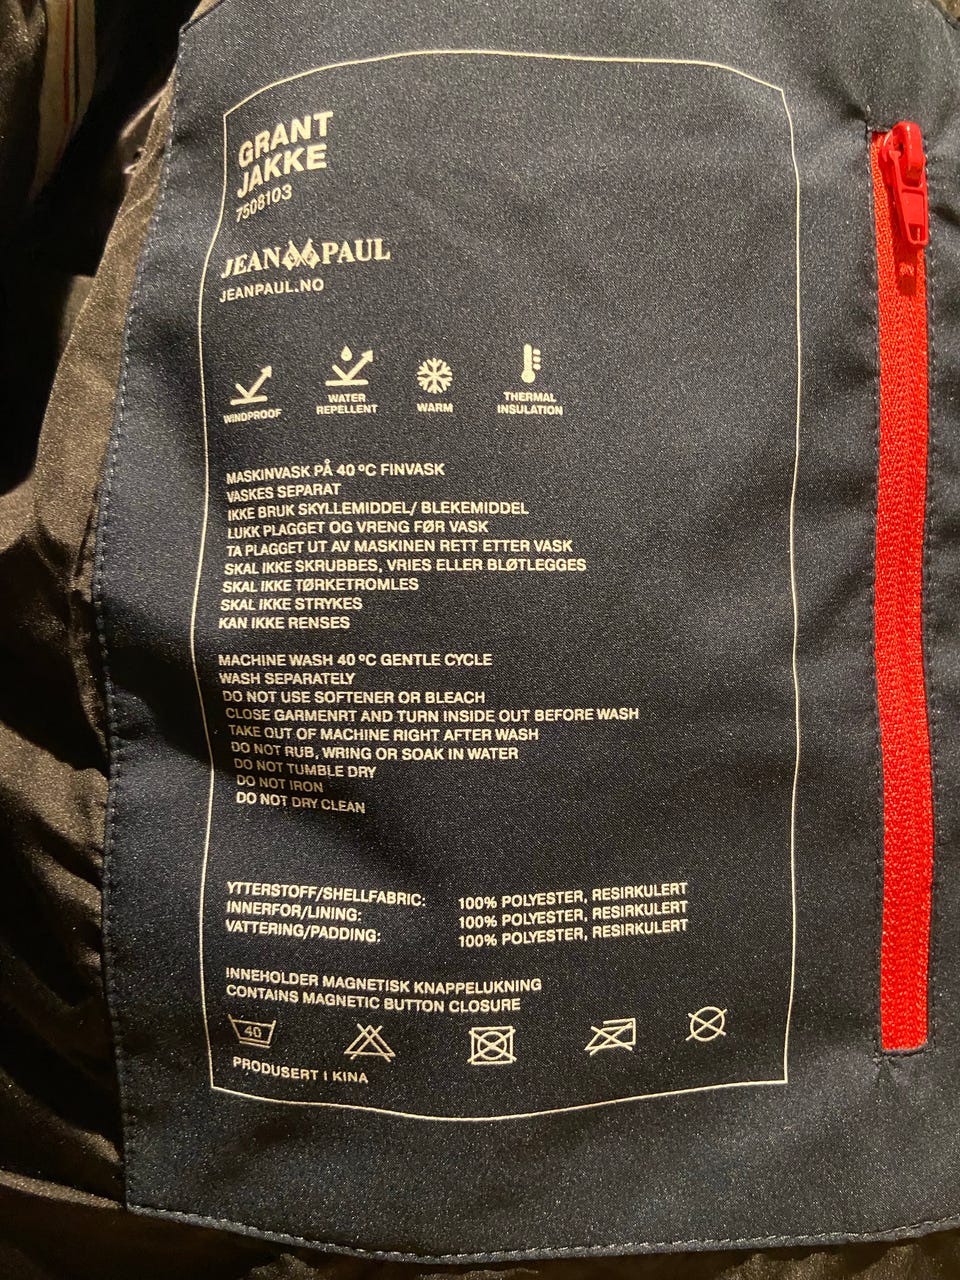 GRANT
JAKKE
7508103
JEAN PAUL
JEANPAUL.NO
WINDPROOF
WATER
REPELLENT
WARM
THERMAL
INSULATION
MASKINVASK PÅ 40 ºC FINVASK
VASKES SEPARAT
IKKE BRUK SKYLLEMIDDEL/ BLEKEMIDDEL
LUKK PLAGGET OG VRENG FØR VASK
TA PLAGGET UT AV MASKINEN RETT ETTER VASK
SKAL IKKE SKRUBBES, VRIES ELLER BLØTLEGGES
SKAL IKKE TØRKETROMLES
SKAL IKKE STRYKES
KAN IKKE RENSES
MACHINE WASH 40 ºC GENTLE CYCLE
WASH SEPARATELY
DO NOT USE SOFTENER OR BLEACH
CLOSE GARMENRT AND TURN INSIDE OUT BEFORE WASH
TAKE OUT OF MACHINE RIGHT AFTER WASH
DO NOT RUB, WRING OR SOAK IN WATER
DO NOT TUMBLE DRY
DO NOT IRON
DO NOT DRY CLEAN
YTTERSTOFF/SHELLFABRIC: 100% POLYESTER, RESIRKULERT
INNERFOR/LINING: 100% POLYESTER, RESIRKULERT
VATTERING/PADDING: 100% POLYESTER, RESIRKULERT
INNEHOLDER MAGNETISK KNAPPELUKNING
CONTAINS MAGNETIC BUTTON CLOSURE
40
PRODUSERT I KINA